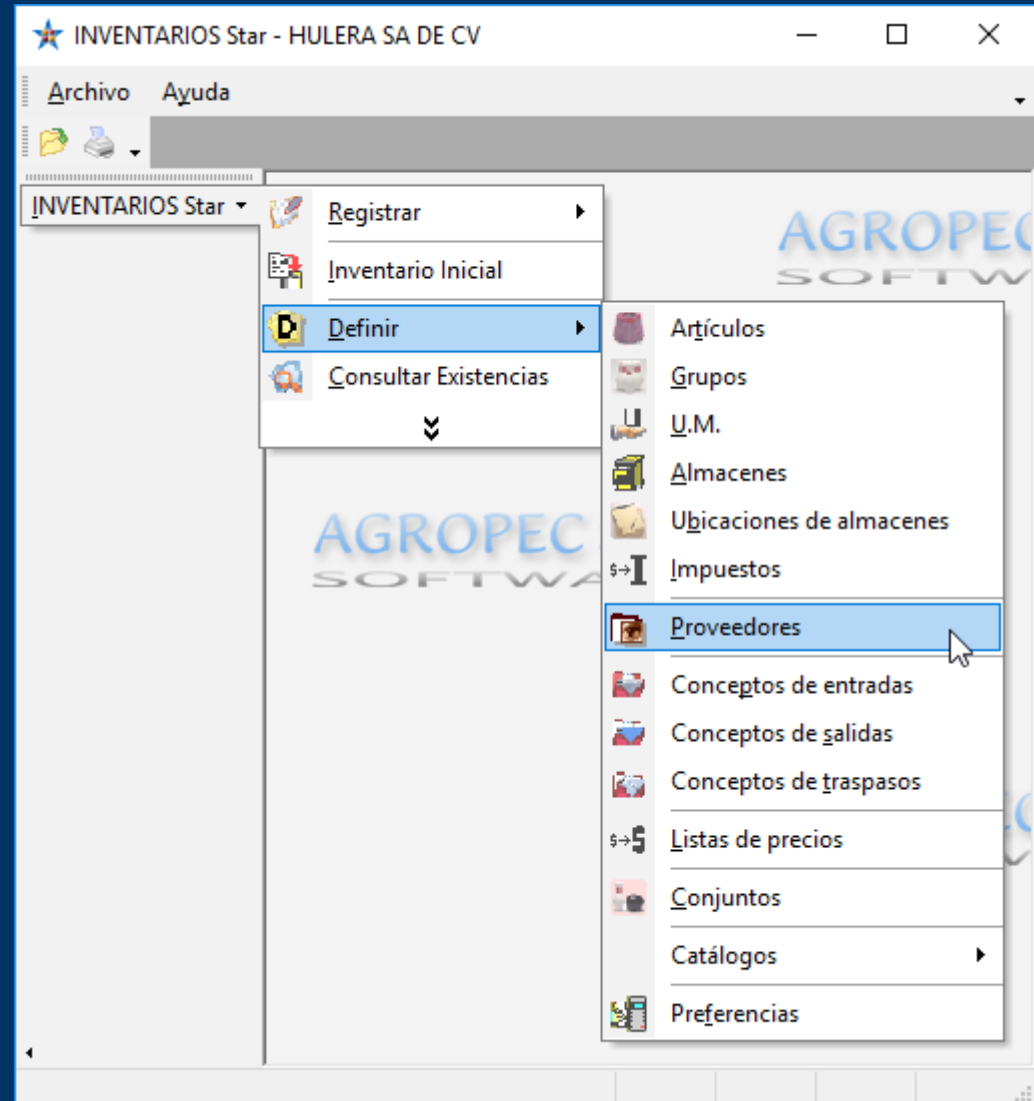 INVENTARIOS Star - HULERA SA DE CV
Archivo Ayuda
INVENTARIOS Star
Registrar
Inventario Inicial
Definir
Consultar Existencias
Artículos
Grupos
U.M.
Almacenes
Ubicaciones de almacenes
Impuestos
Proveedores
Conceptos de entradas
Conceptos de salidas
Conceptos de traspasos
Listas de precios
Conjuntos
Catálogos
Preferencias
AGROPEC
SOFTW
AGROPEC
SOFTWA